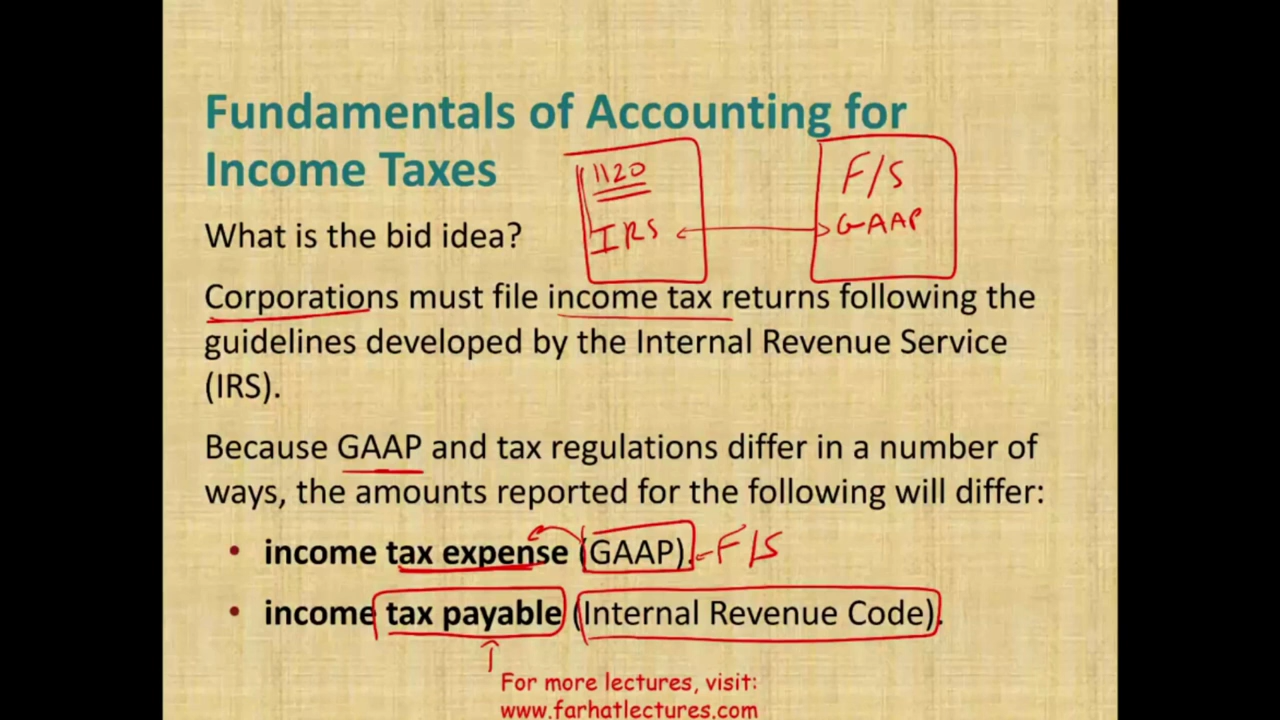 Fundamentals of Accounting for
Income Taxes
1120
IRS
F/S
GAAP
What is the bid idea?
Corporations must file income tax returns following the
guidelines developed by the Internal Revenue Service
(IRS).
Because GAAP and tax regulations differ in a number of
ways, the amounts reported for the following will differ:
• income tax expense (GAAP). F/S
• income tax payable (Internal Revenue Code).
For more lectures, visit:
www.farhatlectures.com